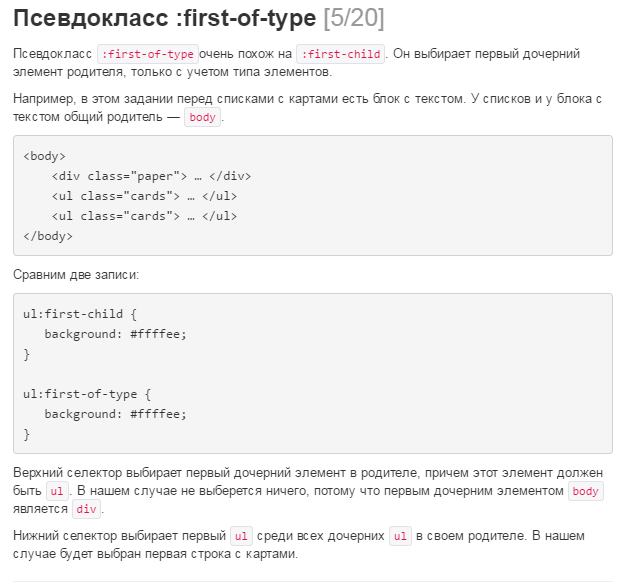 Псевдокласс :first-of-type [5/20]
Псевдокласс :first-of-type очень похож на :first-child. Он выбирает первый дочерний
элемент родителя, только с учетом типа элементов.
Например, в этом задании перед списками с картами есть блок с текстом. У списков и у блока с
текстом общий родитель — body.
<body>
    <div class="paper"> … </div>
    <ul class="cards"> … </ul>
    <ul class="cards"> … </ul>
</body>
Сравним две записи:
ul:first-child {
   background: #ffffee;
}
ul:first-of-type {
   background: #ffffee;
}
Верхний селектор выбирает первый дочерний элемент в родителе, причем этот элемент должен
быть ul. В нашем случае не выберется ничего, потому что первым дочерним элементом body
является div.
Нижний селектор выбирает первый ul среди всех дочерних ul в своем родителе. В нашем
случае будет выбран первая строка с картами.